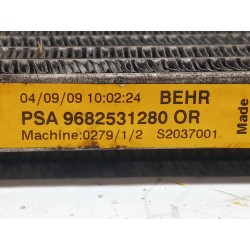 04/09/09 10:02:24 BEHR
PSA 9682531280 OR
Machine:0279/1/2 S2037001
Made